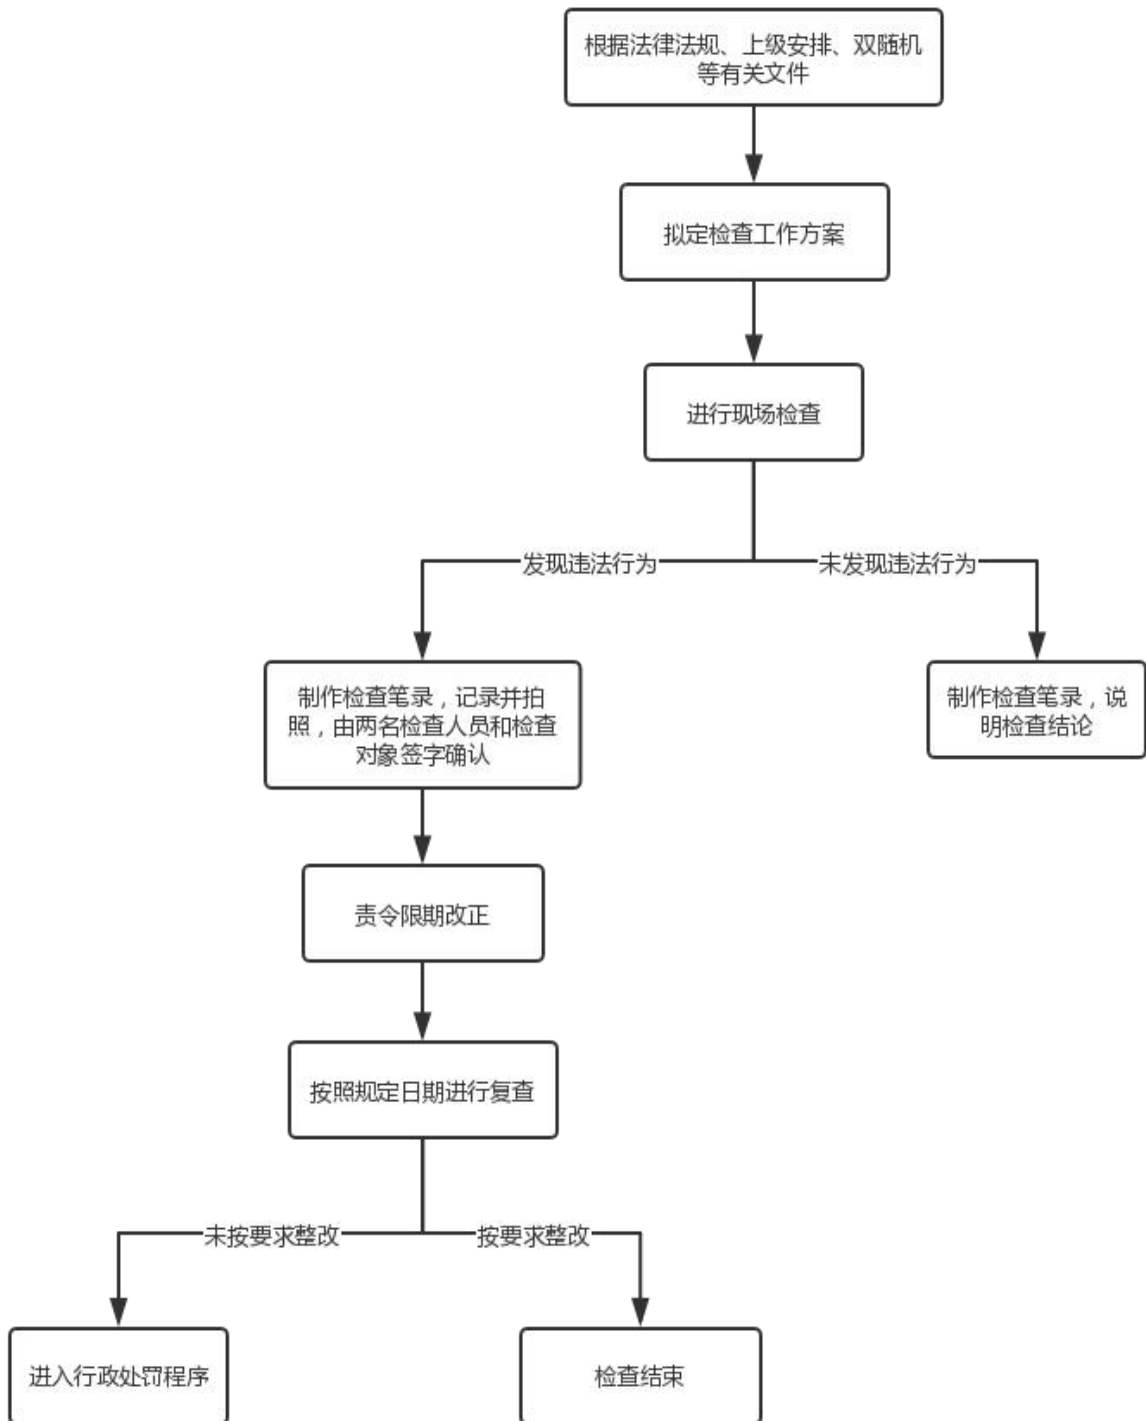 根据法律法规、上级安排、双随机
等有关文件
拟定检查工作方案
进行现场检查
发现违法行为
未发现违法行为
制作检查笔录，记录并拍
照，由两名检查人员和检查
对象签字确认
制作检查笔录，说
明检查结论
责令限期改正
按照规定日期进行复查
未按要求整改
按要求整改
进入行政处罚程序
检查结束